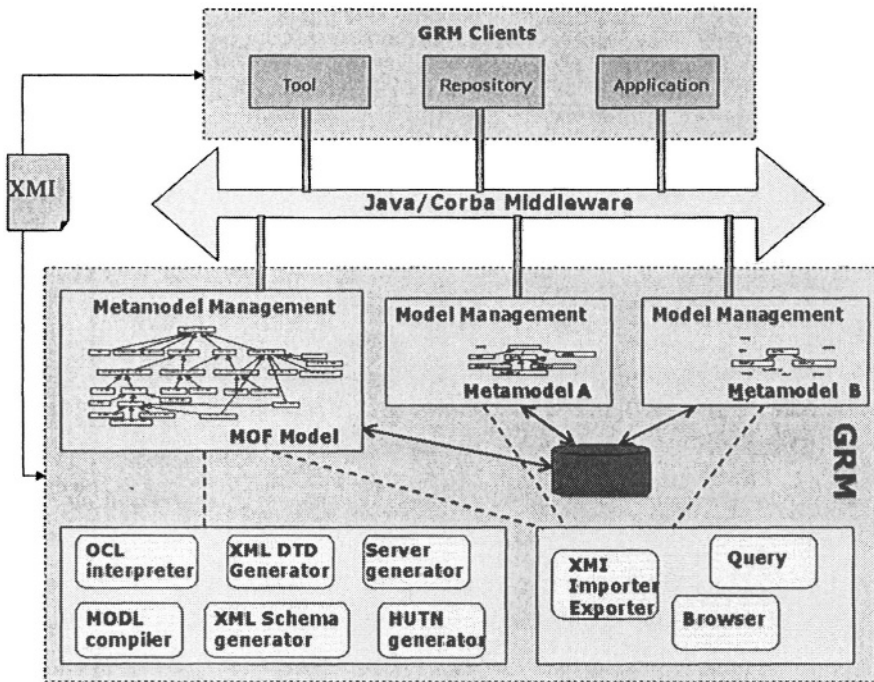 GRM Clients
Tool
Repository
Application
XMI
Java/Corba Middleware
Metamodel Management
MOF Model
Model Management
Metamodel A
Model Management
Metamodel B
GRM
OCL
interpreter
XML DTD
Generator
Server
generator
MODL
compiler
XML Schema
generator
HUTN
generator
XMI
Importer
Exporter
Query
Browser